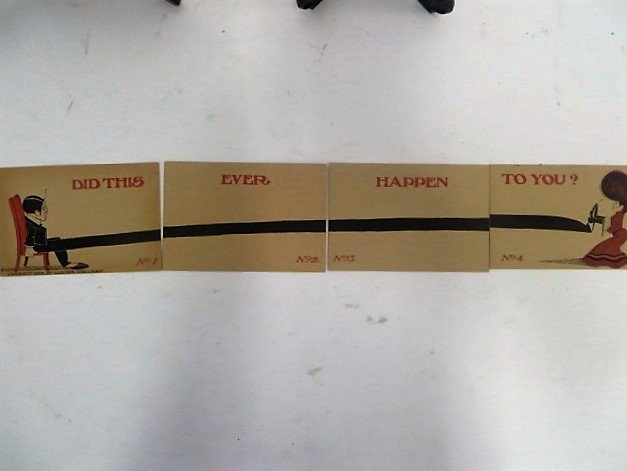 DID THIS
Nº1
EVER
Nº2
HAPPEN
Nº3
TO YOU?
Nº4